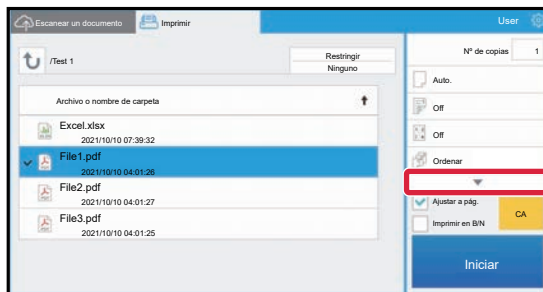 Escanear un documento
Imprimir
User
/Test 1
Restringir
Ninguno
Nº de copias 1
Archivo o nombre de carpeta
Auto.
Off
Off
Ordenar
Excel.xlsx
2021/10/10 07:39:32
File1.pdf
2021/10/10 04:01:26
File2.pdf
2021/10/10 04:01:27
File3.pdf
2021/10/10 04:01:25
Ajustar a pág.
Imprimir en B/N
CA
Iniciar